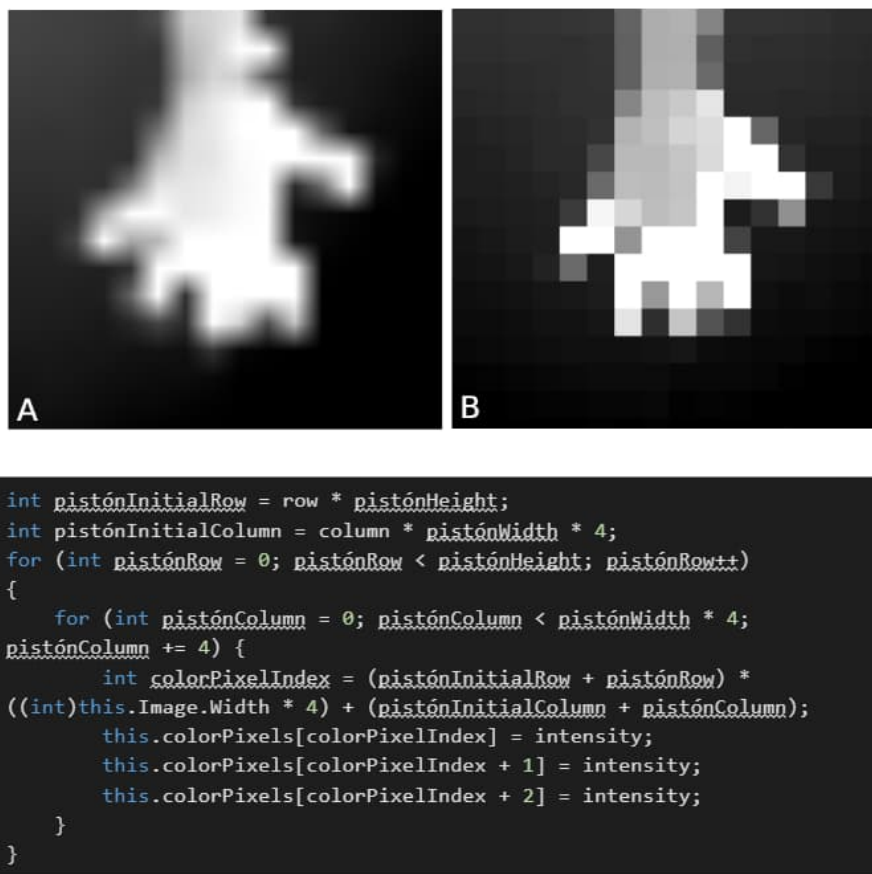 A
B
int pistónInitialRow = row * pistónHeight;
int pistónInitialColumn = column * pistónWidth * 4;
for (int pistónRow = 0; pistónRow < pistónHeight; pistónRow++)
{
    for (int pistónColumn = 0; pistónColumn < pistónWidth * 4;
pistónColumn += 4) {
        int colorPixelIndex = (pistónInitialRow + pistónRow) *
((int)this.Image.Width * 4) + (pistónInitialColumn + pistónColumn);
        this.colorPixels[colorPixelIndex] = intensity;
        this.colorPixels[colorPixelIndex + 1] = intensity;
        this.colorPixels[colorPixelIndex + 2] = intensity;
    }
}